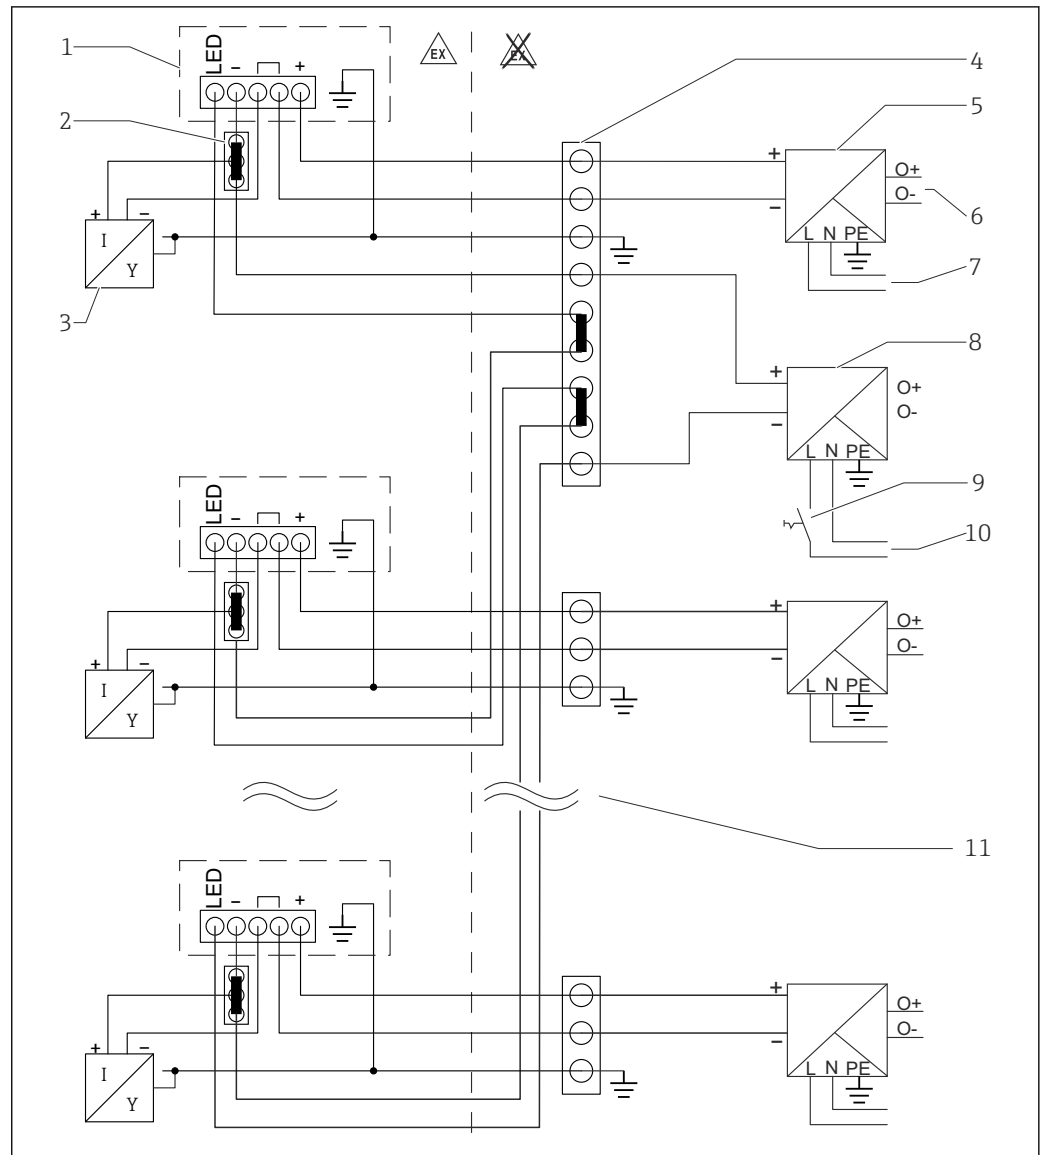 1
LED
-
+
EX
EX
4
2
5
+
-
O+
O-
6
L N PE
7
+ -
I
Y
3
8
+
-
O+
O-
L N PE
9
10
LED
-
+
+
-
O+
O-
L N PE
+ -
I
Y
11
LED
-
+
+
-
O+
O-
L N PE
+ -
I
Y